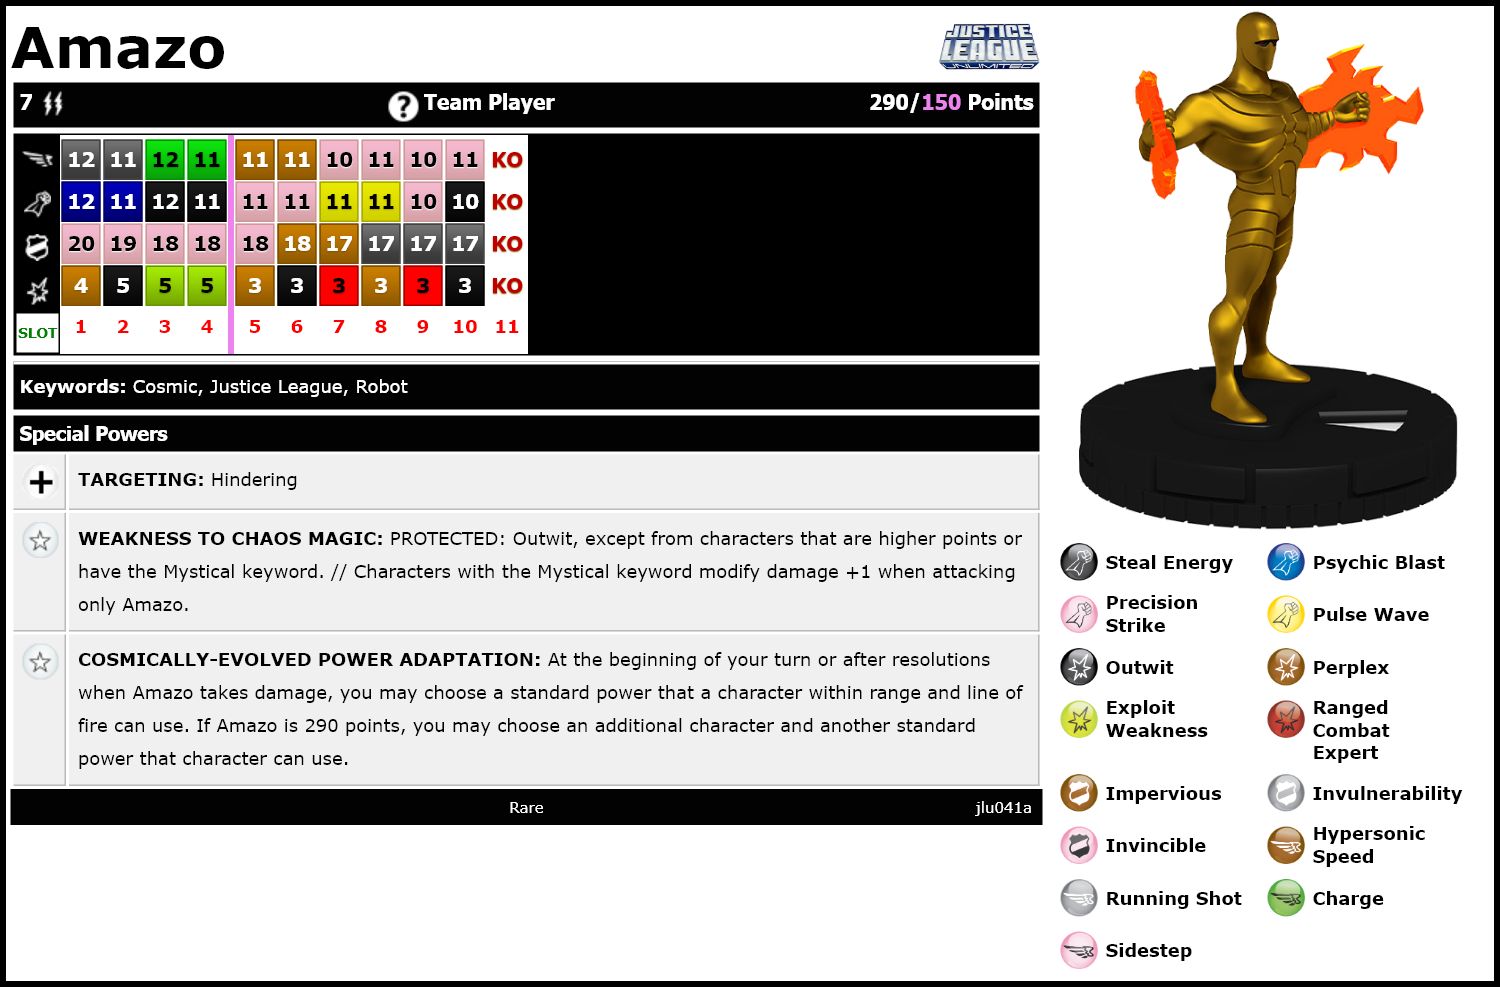 Amazo
JUSTICE
LEAGUE
UNLIMITED
7 Team Player 290/150 Points
12 11 12 11 11 11 10 11 10 11 KO
12 11 12 11 11 11 11 11 10 10 KO
20 19 18 18 18 18 17 17 17 17 KO
4 5 5 5 3 3 3 3 3 3 KO
SLOT 1 2 3 4 5 6 7 8 9 10 11
Keywords: Cosmic, Justice League, Robot
Special Powers
TARGETING: Hindering
WEAKNESS TO CHAOS MAGIC: PROTECTED: Outwit, except from characters that are higher points or
have the Mystical keyword. // Characters with the Mystical keyword modify damage +1 when attacking
only Amazo.
COSMICALLY-EVOLVED POWER ADAPTATION: At the beginning of your turn or after resolutions
when Amazo takes damage, you may choose a standard power that a character within range and line of
fire can use. If Amazo is 290 points, you may choose an additional character and another standard
power that character can use.
Rare jlu041a
Steal Energy
Psychic Blast
Precision
Strike
Pulse Wave
Outwit
Perplex
Exploit
Weakness
Ranged
Combat
Expert
Impervious
Invulnerability
Invincible
Hypersonic
Speed
Running Shot
Charge
Sidestep